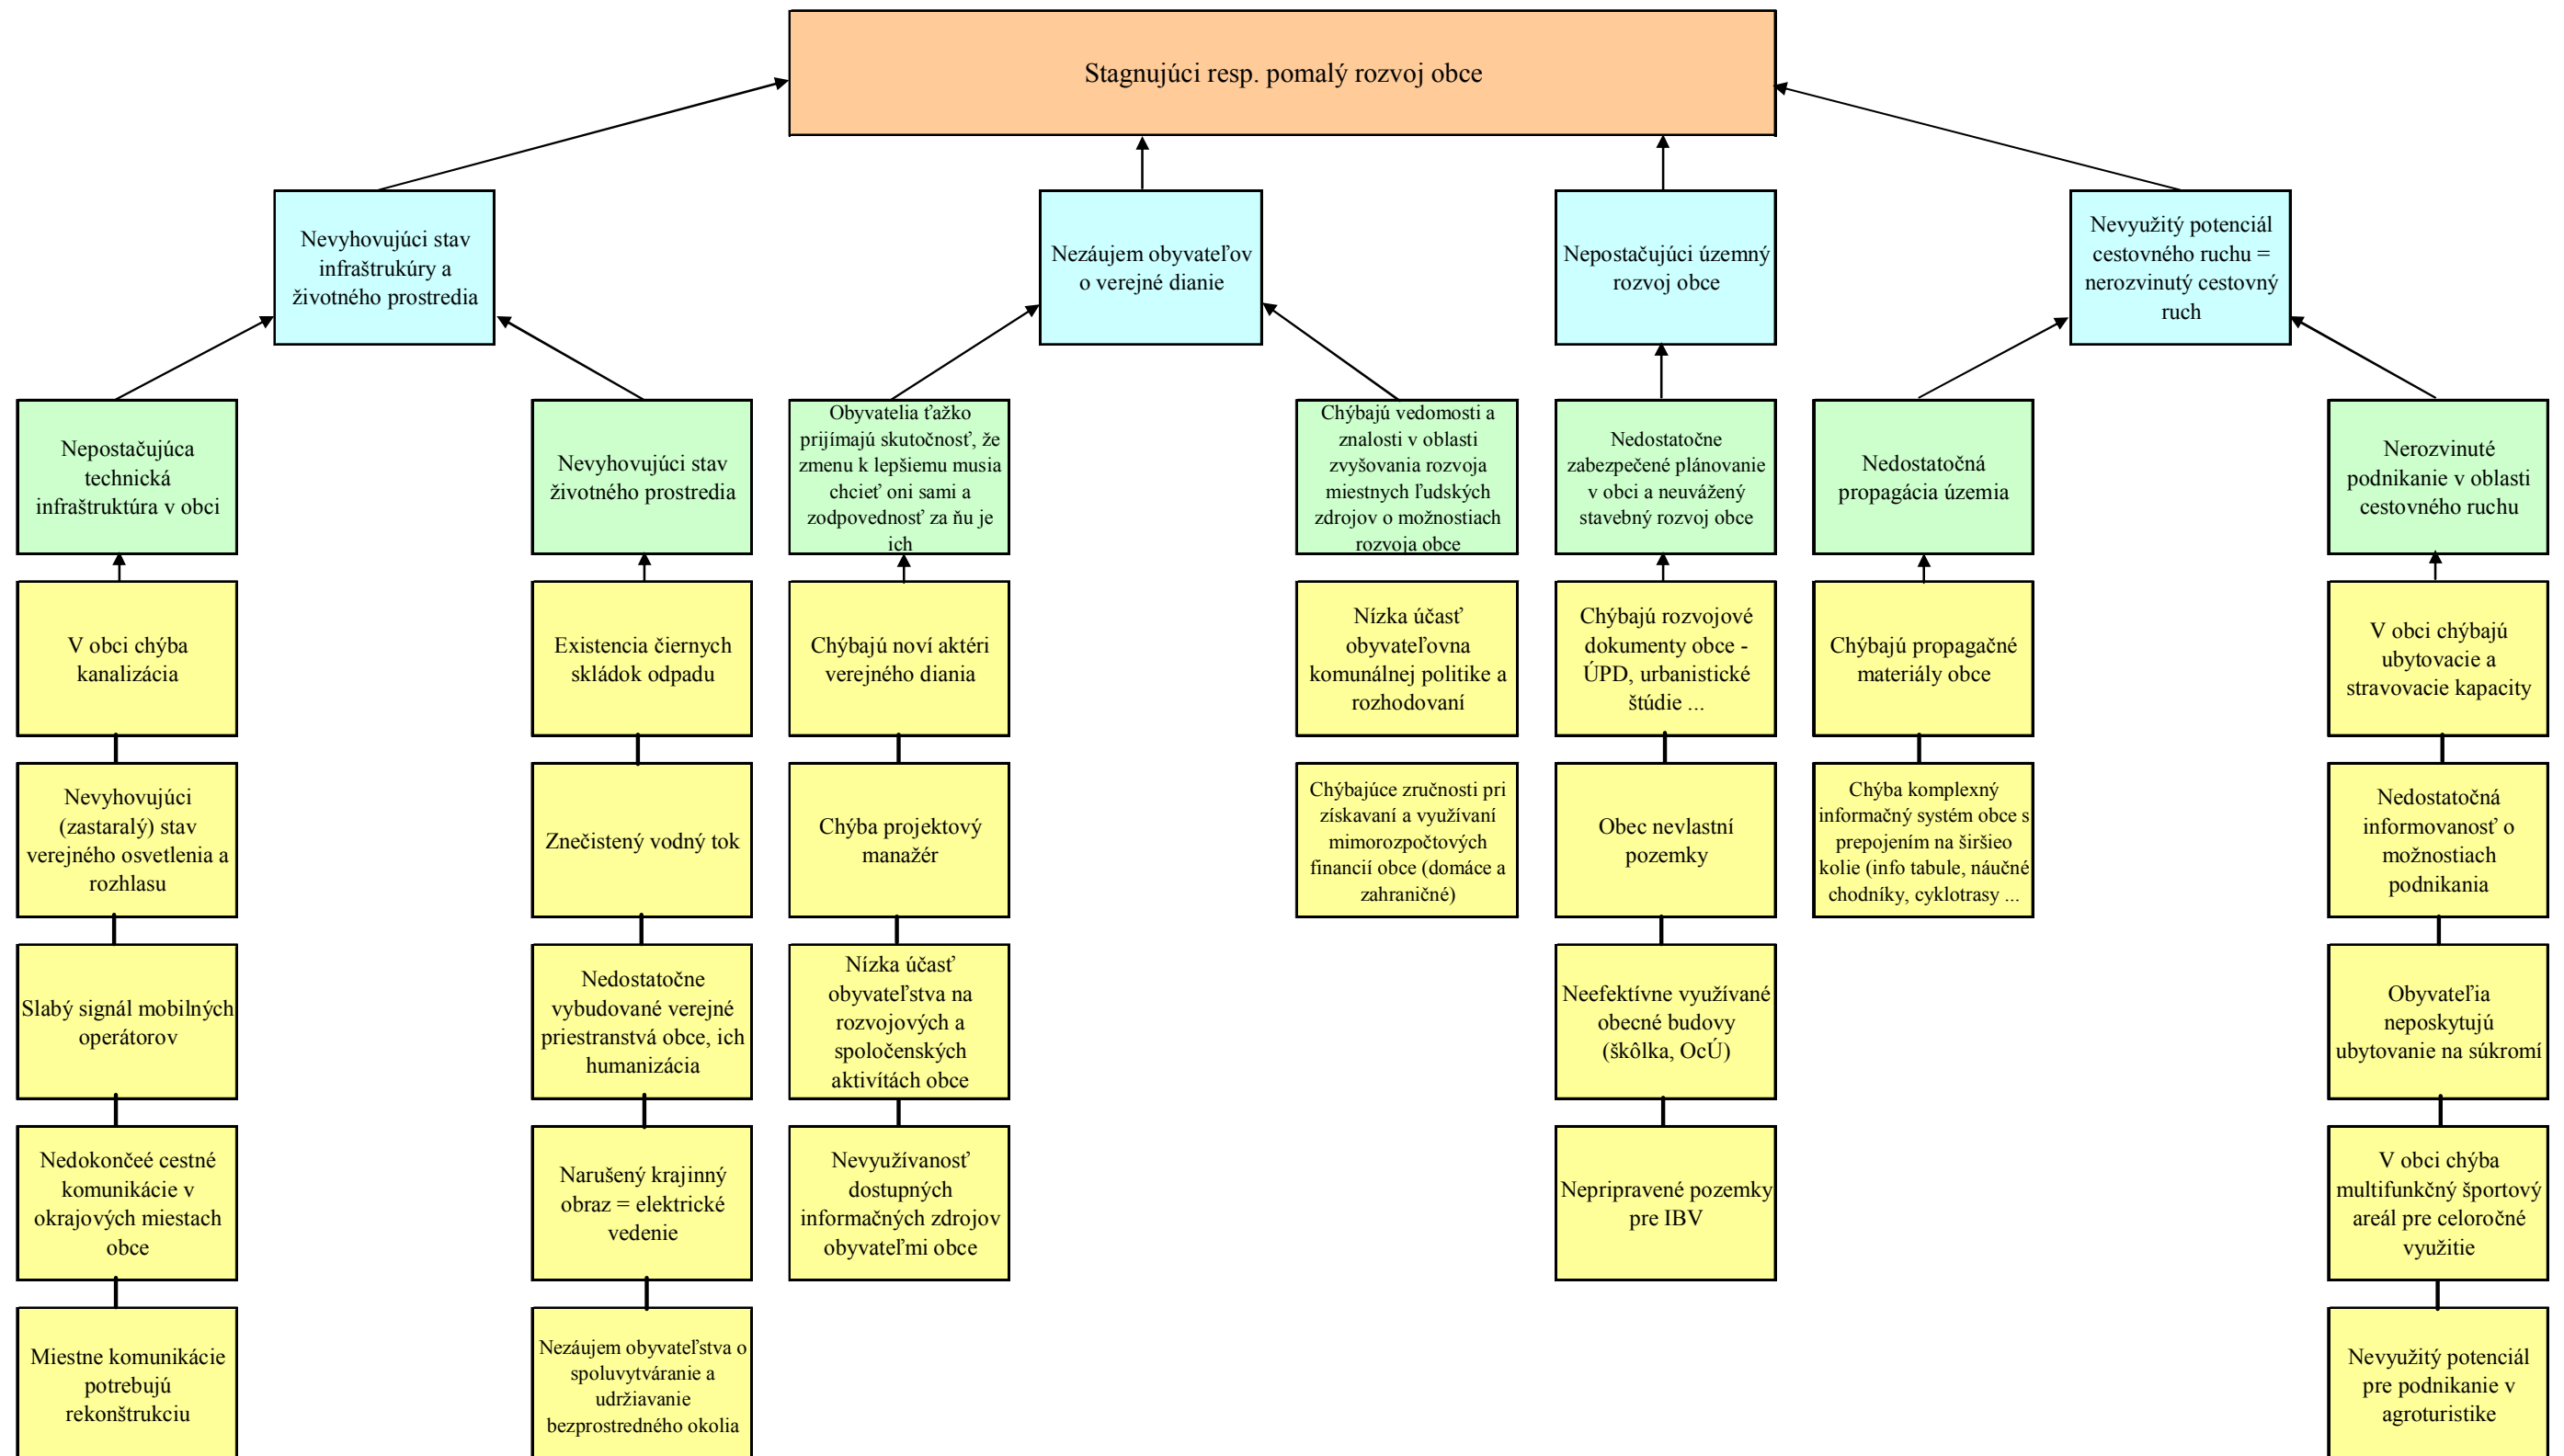 Stagnujúci resp. pomalý rozvoj obce
Nevyhovujúci stav
infraštrukúry a
životného prostredia
Nezáujem obyvateľov
o verejné dianie
Nepostačujúci územný
rozvoj obce
Nevyužitý potenciál
cestovného ruchu =
nerozvinutý cestovný
ruch
Nepostačujúca
technická
infraštruktúra v obci
Nevyhovujúci stav
životného prostredia
Obyvatelia ťažko
prijímajú skutočnosť, že
zmenu k lepšiemu musia
chcieť oni sami a
zodpovednosť za ňu je
ich
Chýbajú vedomosti a
znalosti v oblasti
zvyšovania rozvoja
miestnych ľudských
zdrojov o možnostiach
rozvoja obce
Nedostatočne
zabezpečené plánovanie
v obci a neuvážený
stavebný rozvoj obce
Nedostatočná
propagácia územia
Nerozvinuté
podnikanie v oblasti
cestovného ruchu
V obci chýba
kanalizácia
Existencia čiernych
skládok odpadu
Chýbajú noví aktéri
verejného diania
Nízka účasť
obyvateľovna
komunálnej politike a
rozhodovaní
Chýbajú rozvojové
dokumenty obce -
ÚPD, urbanistické
štúdie ...
Chýbajú propagačné
materiály obce
V obci chýbajú
ubytovacie a
stravovacie kapacity
Nevyhovujúci
(zastaralý) stav
verejného osvetlenia a
rozhlasu
Znečistený vodný tok
Chýba projektový
manažér
Chýbajúce zručnosti pri
získavaní a využívaní
mimorozpočtových
financií obce (domáce a
zahraničné)
Obec nevlastní
pozemky
Chýba komplexný
informačný systém obce s
prepojením na širšieo
kolie (info tabule, náučné
chodníky, cyklotrasy ...
Nedostatočná
informovanosť o
možnostiach
podnikania
Slabý signál mobilných
operátorov
Nedostatočne
vybudované verejné
priestranstvá obce, ich
humanizácia
Nízka účasť
obyvateľstva na
rozvojových a
spoločenských
aktivítách obce
Neefektívne využívané
obecné budovy
(škôlka, OcÚ)
Obyvateľia
neposkytujú
ubytovanie na súkromí
Nedokončeé cestné
komunikácie v
okrajových miestach
obce
Narušený krajinný
obraz = elektrické
vedenie
Nevyužívanosť
dostupných
informačných zdrojov
obyvateľmi obce
Nepripravené pozemky
pre IBV
V obci chýba
multifunkčný športový
areál pre celoročné
využitie
Miestne komunikácie
potrebujú
rekonštrukciu
Nezáujem obyvateľstva o
spoluvytváranie a
udržiavanie
bezprostredného okolia
Nevyužitý potenciál
pre podnikanie v
agroturistike